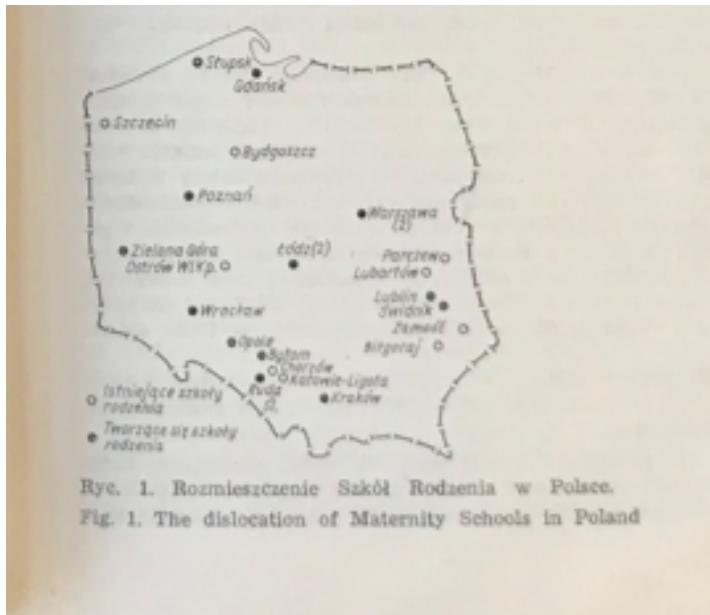 Słupsk
Gdańsk
Szczecin
Bydgoszcz
Poznań
Warszawa
(2)
Zielona Góra
Łódź(2)
Parczew
Ostrów Wlkp.
Lubartów
Lublin
Świdnik
Wrocław
Zamość
Opole
Biłgoraj
Bytom
Chorzów
Katowie-Ligota
Ruda
Śl.
Kraków
Istniejące szkoły
rodzenia
Tworzące się szkoły
rodzenia
Ryc. 1. Rozmieszczenie Szkół Rodzenia w Polsce.
Fig. 1. The dislocation of Maternity Schools in Poland